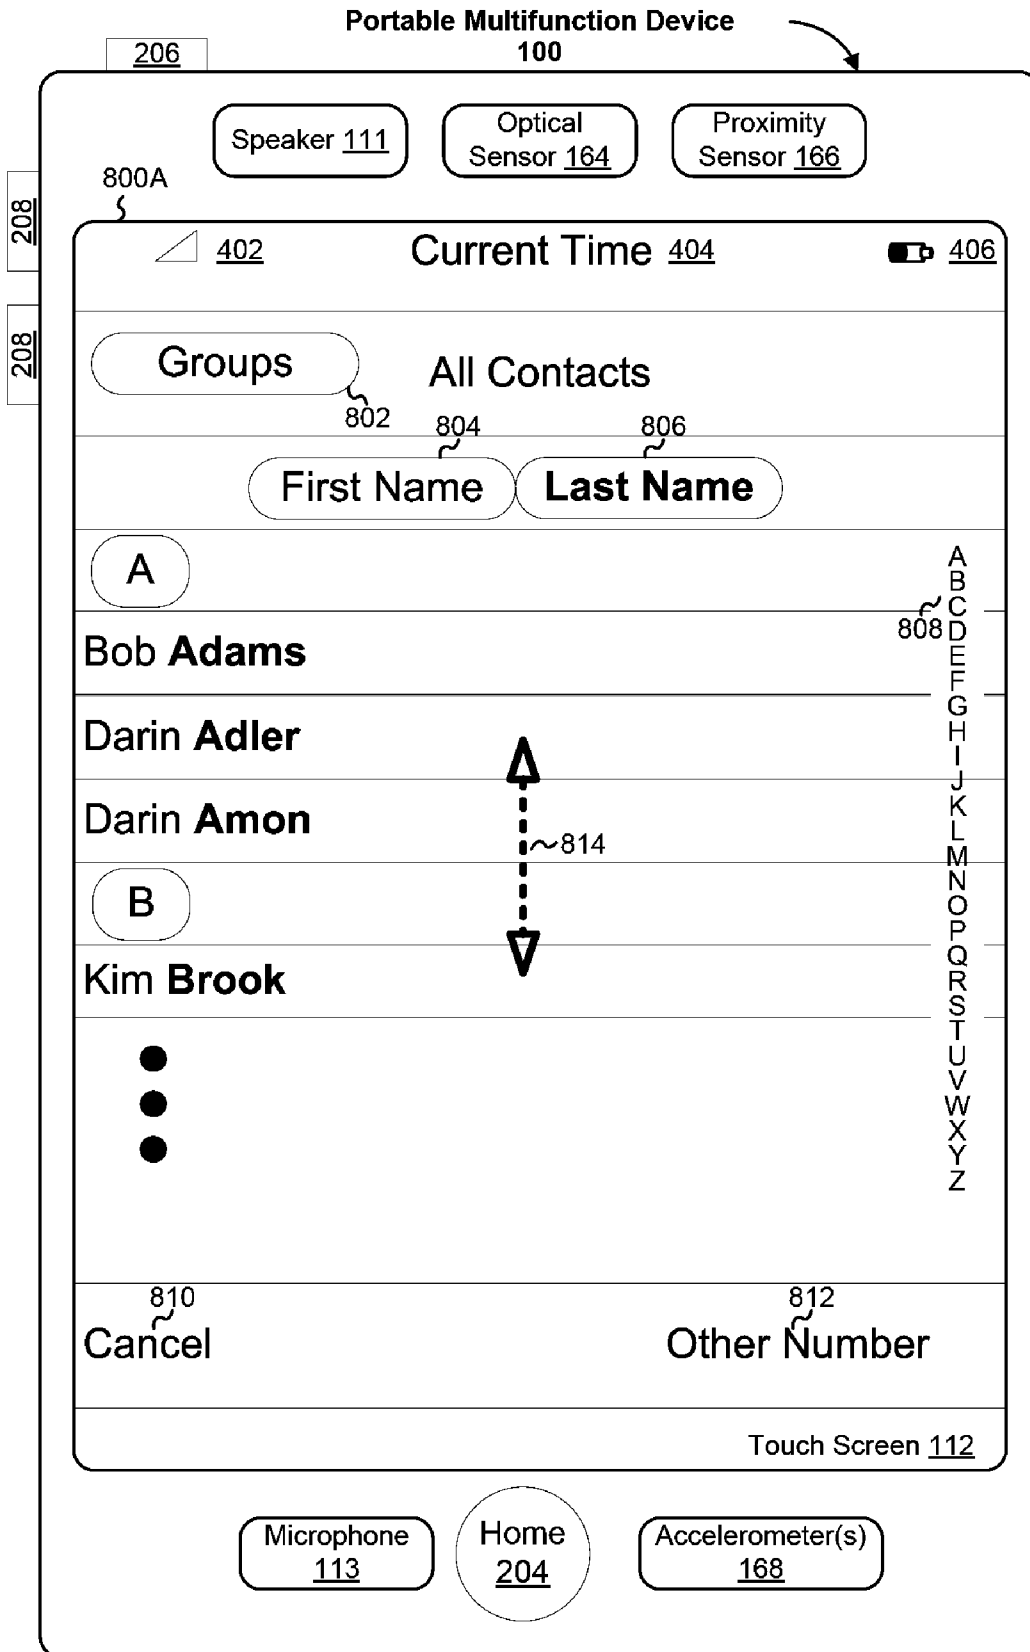 Portable Multifunction Device
100
206
Speaker 111
Optical
Sensor 164
Proximity
Sensor 166
800A
208
208
402
Current Time 404
406
Groups
802
All Contacts
804
806
First Name
Last Name
A
Bob Adams
Darin Adler
Darin Amon
814
B
Kim Brook
808
A
B
C
D
E
F
G
H
I
J
K
L
M
N
O
P
Q
R
S
T
U
V
W
X
Y
Z
810
Cancel
812
Other Number
Touch Screen 112
Microphone
113
Home
204
Accelerometer(s)
168